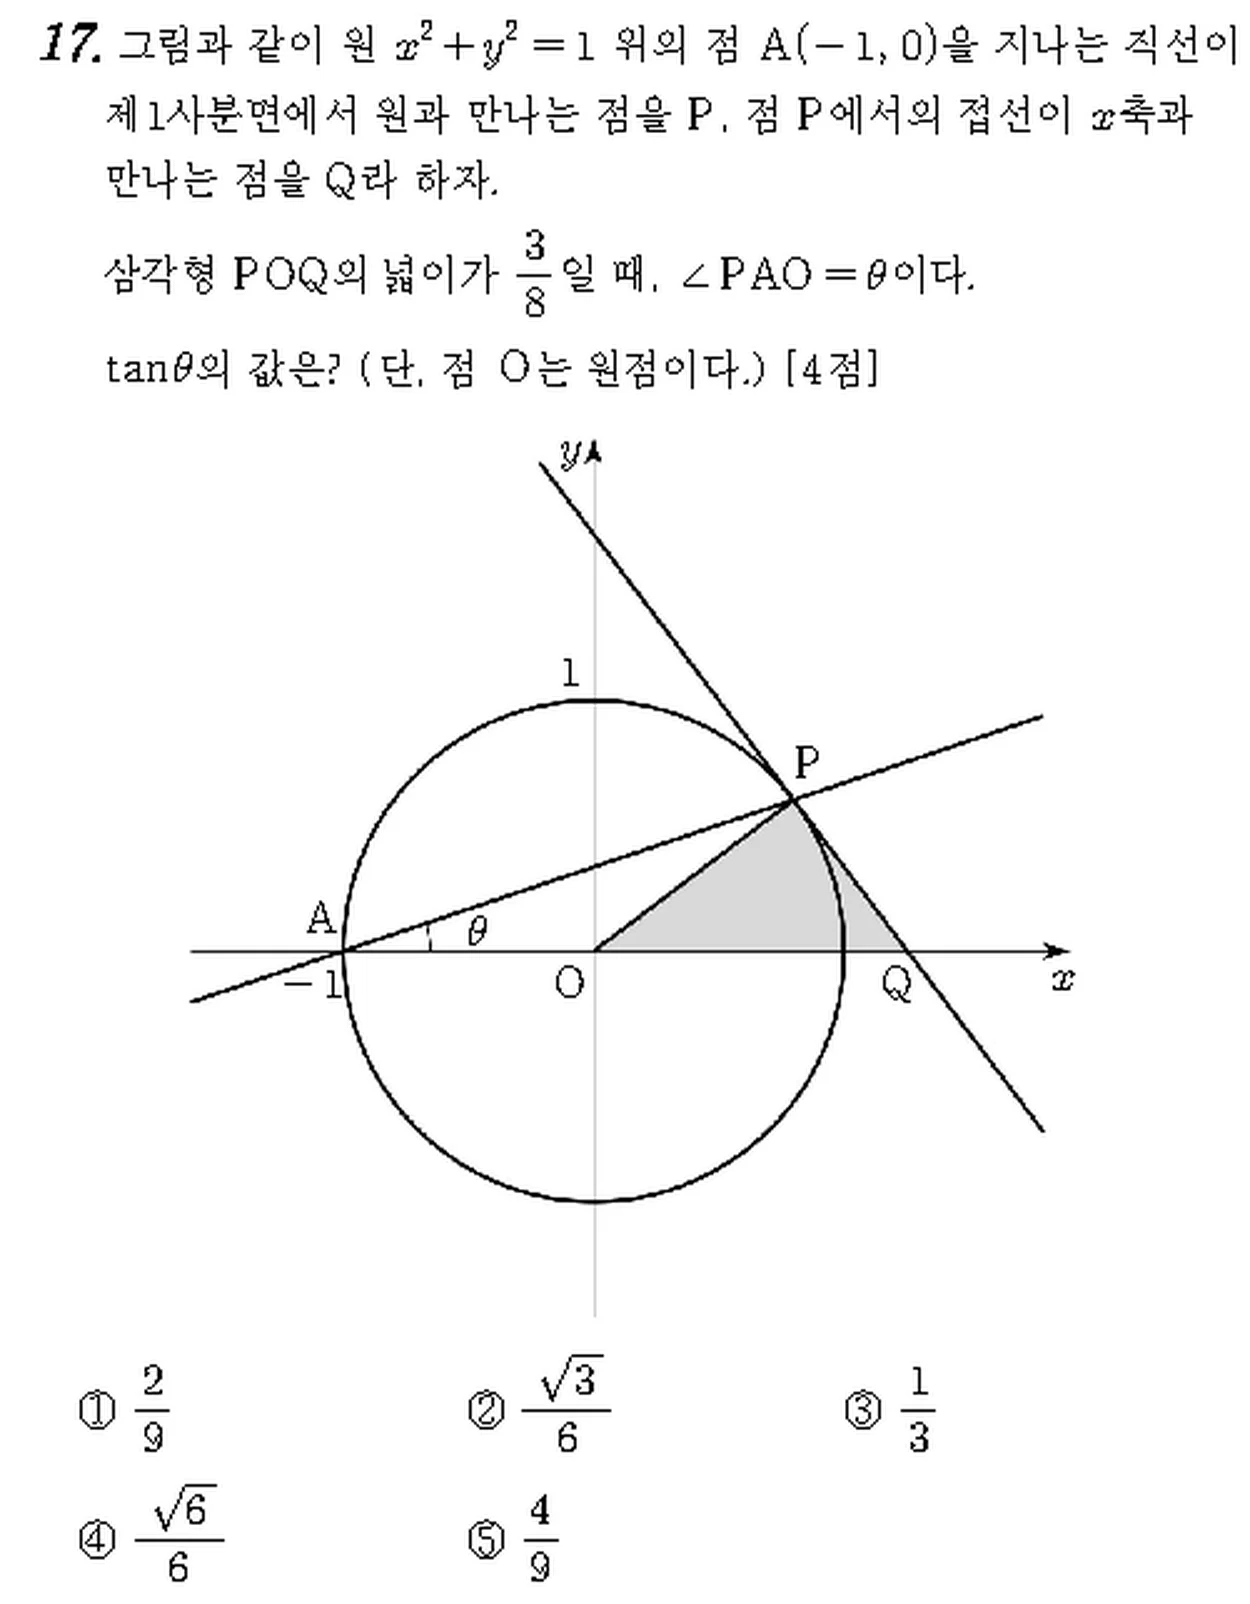 17. 그림과 같이 원 x²+y²=1 위의 점 A(-1, 0)을 지나는 직선이
제1사분면에서 원과 만나는 점을 P, 점 P에서의 접선이 x축과
만나는 점을 Q라 하자.
삼각형 POQ의 넓이가 3/8일 때, ∠PAO=θ이다.
tanθ의 값은? (단, 점 O는 원점이다.) [4점]
y
1
P
A
θ
-1
O
Q
x
① 2/9 ② √3/6 ③ 1/3
④ √6/6 ⑤ 4/9